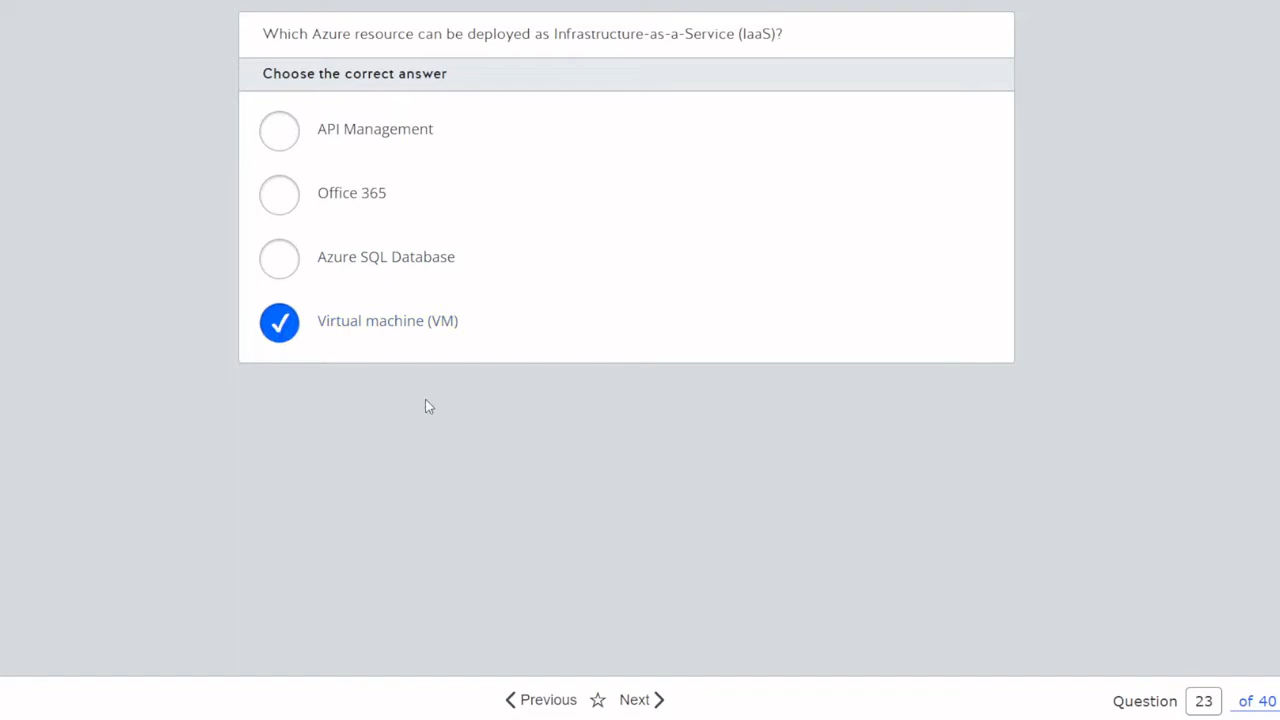 Which Azure resource can be deployed as Infrastructure-as-a-Service (IaaS)?
Choose the correct answer
API Management
Office 365
Azure SQL Database
Virtual machine (VM)
Previous Next Question 23 of 40